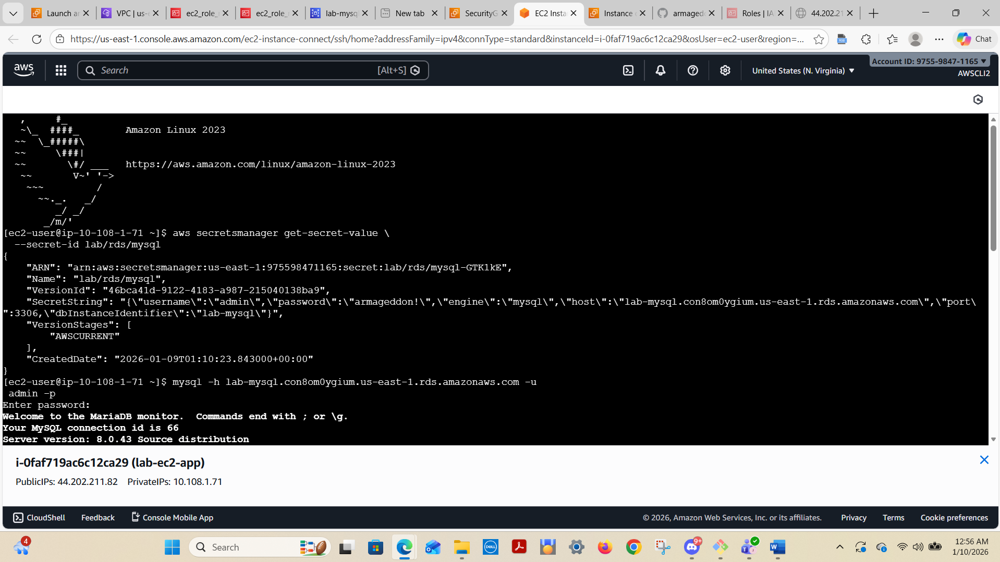 Launch an
VPC | us-e
ec2_role_
ec2_role_
lab-mysql
New tab
SecurityG
EC2 Insta
Instance
armagedd
Roles | IA
44.202.21
https://us-east-1.console.aws.amazon.com/ec2-instance-connect/ssh/home?addressFamily=ipv4&connType=standard&instanceId=i-0faf719ac6c12ca29&osUser=ec2-user&region=...
Chat
aws
Search
[Alt+S]
United States (N. Virginia)
Account ID: 9755-9847-1165
AWSCLI2
   ,     #_
   ~\_  ####_        Amazon Linux 2023
  ~~  \_#####\
  ~~     \###|
  ~~       \#/ ___   https://aws.amazon.com/linux/amazon-linux-2023
   ~~       V~' '->
    ~~~         /
      ~~._.   _/
         _/ _/
       _/m/'
[ec2-user@ip-10-108-1-71 ~]$ aws secretsmanager get-secret-value \
  --secret-id lab/rds/mysql
{
    "ARN": "arn:aws:secretsmanager:us-east-1:975598471165:secret:lab/rds/mysql-GTK1kE",
    "Name": "lab/rds/mysql",
    "VersionId": "46bca41d-9122-4183-a987-215040138ba9",
    "SecretString": "{\"username\":\"admin\",\"password\":\"armageddon!\",\"engine\":\"mysql\",\"host\":\"lab-mysql.con8om0ygium.us-east-1.rds.amazonaws.com\",\"port\
":3306,\"dbInstanceIdentifier\":\"lab-mysql\"}",
    "VersionStages": [
        "AWSCURRENT"
    ],
    "CreatedDate": "2026-01-09T01:10:23.843000+00:00"
}
[ec2-user@ip-10-108-1-71 ~]$ mysql -h lab-mysql.con8om0ygium.us-east-1.rds.amazonaws.com -u
 admin -p
Enter password:
Welcome to the MariaDB monitor.  Commands end with ; or \g.
Your MySQL connection id is 66
Server version: 8.0.43 Source distribution
i-0faf719ac6c12ca29 (lab-ec2-app)
PublicIPs: 44.202.211.82    PrivateIPs: 10.108.1.71
CloudShell
Feedback
Console Mobile App
© 2026, Amazon Web Services, Inc. or its affiliates.
Privacy
Terms
Cookie preferences
4
Search
DELL
9+
12:56 AM
1/10/2026